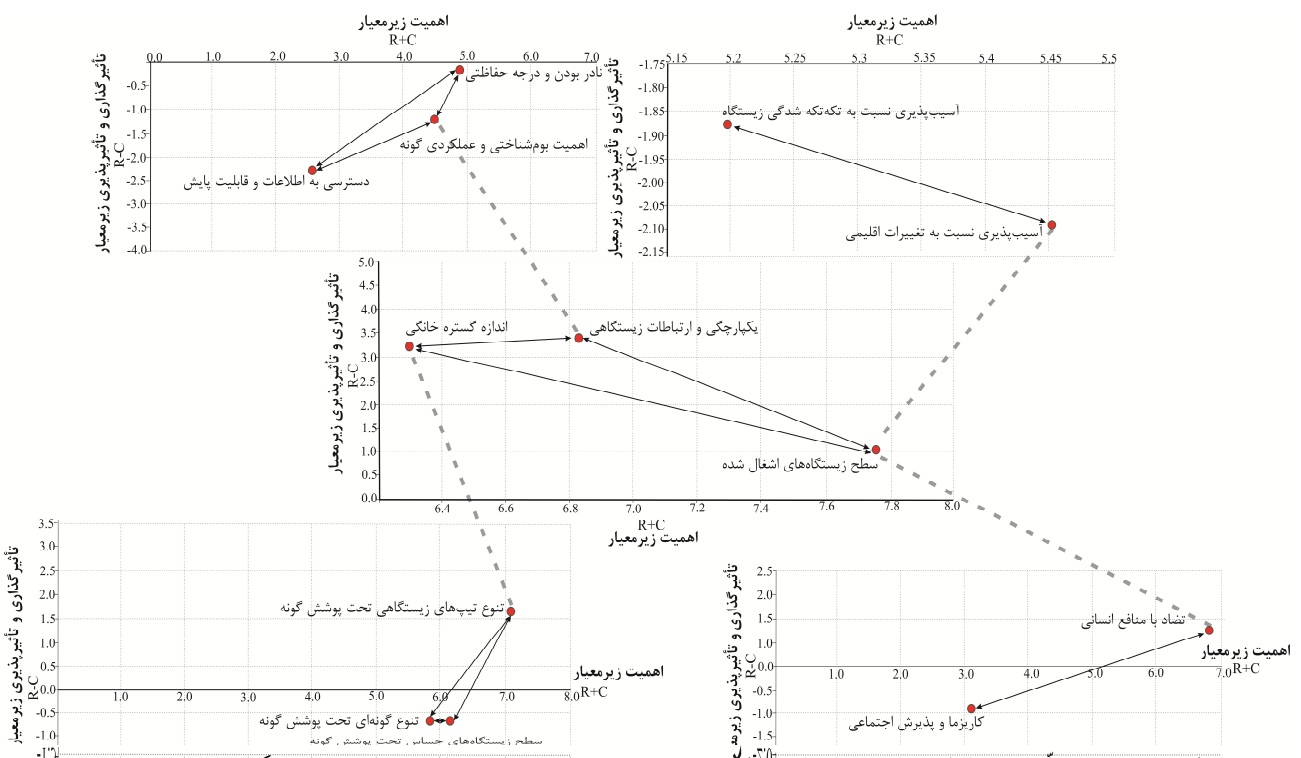 اهمیت زیرمعیار
R+C
0.0 1.0 2.0 3.0 4.0 5.0 6.0 7.0
تأثیرگذاری و تأثیرپذیری زیرمعیار
R-C
-0.5
-1.0
-1.5
-2.0
-2.5
-3.0
-3.5
-4.0
نادر بودن و درجه حفاظتی
اهمیت بوم‌شناختی و عملکردی گونه
دسترسی به اطلاعات و قابلیت پایش
اهمیت زیرمعیار
R+C
5.15 5.2 5.25 5.3 5.35 5.4 5.45 5.5
تأثیرگذاری و تأثیرپذیری زیرمعیار
R-C
-1.75
-1.85
-1.90
-1.95
-2.00
-2.05
-2.10
-2.15
آسیب‌پذیری نسبت به تکه‌تکه شدگی زیستگاه
آسیب‌پذیری نسبت به تغییرات اقلیمی
تأثیرگذاری و تأثیرپذیری زیرمعیار
R-C
5.0
4.5
4.0
3.5
3.0
2.5
2.0
1.5
1.0
0.5
0.0
اندازه گستره خانگی
یکپارچگی و ارتباطات زیستگاهی
سطح زیستگاه‌های اشغال شده
6.4 6.6 6.8 7.0 7.2 7.4 7.6 7.8 8.0
R+C
اهمیت زیرمعیار
تأثیرگذاری و تأثیرپذیری زیرمعیار
R-C
3.5
3.0
2.5
2.0
1.5
1.0
0.5
0.0
-0.5
-1.0
تنوع تیپ‌های زیستگاهی تحت پوشش گونه
اهمیت زیرمعیار
R+C
1.0 2.0 3.0 4.0 5.0 6.0 7.0 8.0
تنوع گونه‌ای تحت پوشش گونه
سطح زیستگاه‌های حساس تحت پوشش گونه
تأثیرگذاری و تأثیرپذیری
R-C
2.5
2.0
1.5
1.0
0.5
0.0
-0.5
-1.0
-1.5
تضاد با منافع انسانی
اهمیت زیرمعیار
R+C
1.0 2.0 3.0 4.0 5.0 6.0 7.0
کاریزما و پذیرش اجتماعی